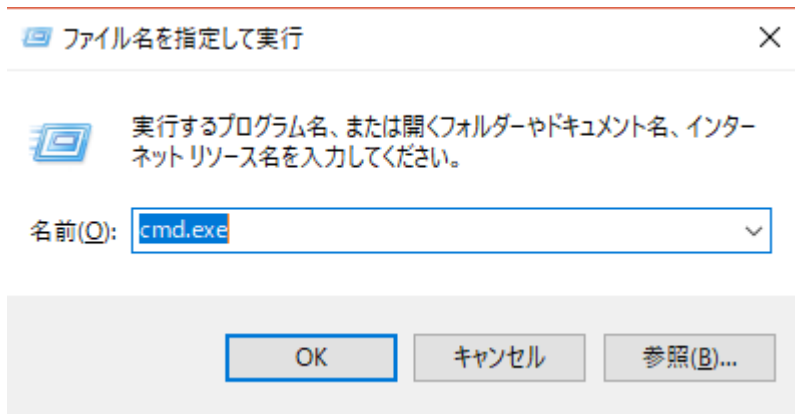 ファイル名を指定して実行
実行するプログラム名、または開くフォルダーやドキュメント名、インター
ネット リソース名を入力してください。
名前(O): cmd.exe
OK キャンセル 参照(B)...